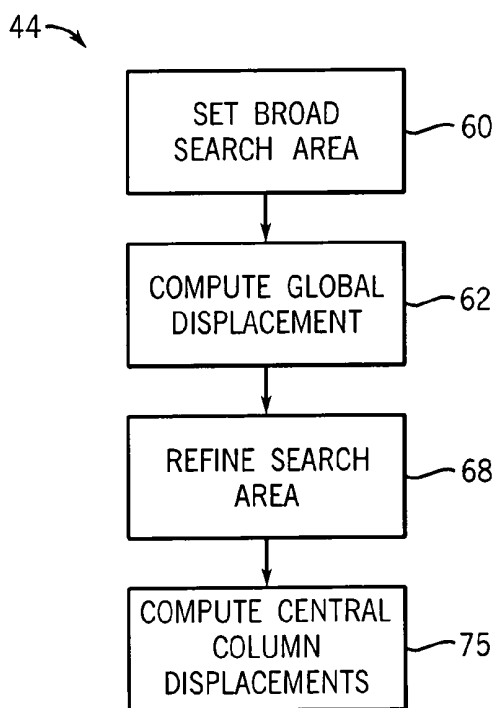 44
SET BROAD
SEARCH AREA
60
COMPUTE GLOBAL
DISPLACEMENT
62
REFINE SEARCH
AREA
68
COMPUTE CENTRAL
COLUMN
DISPLACEMENTS
75